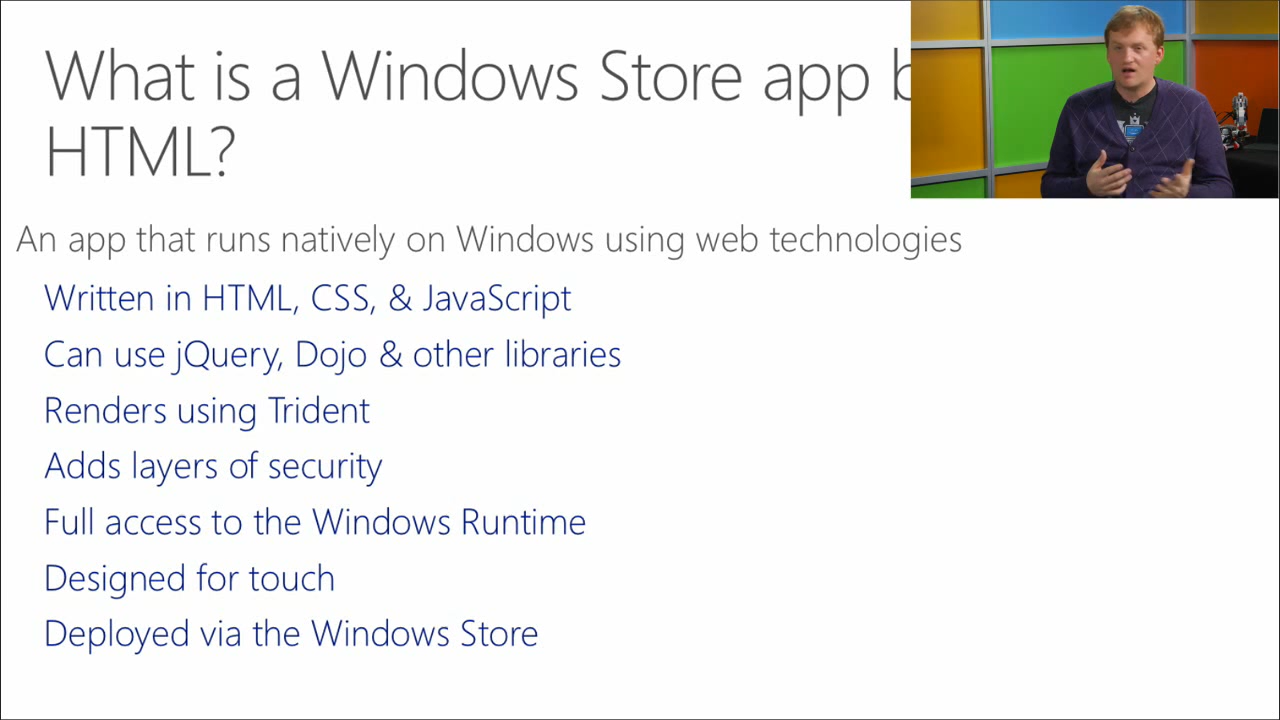 What is a Windows Store app
HTML?
An app that runs natively on Windows using web technologies
Written in HTML, CSS, & JavaScript
Can use jQuery, Dojo & other libraries
Renders using Trident
Adds layers of security
Full access to the Windows Runtime
Designed for touch
Deployed via the Windows Store